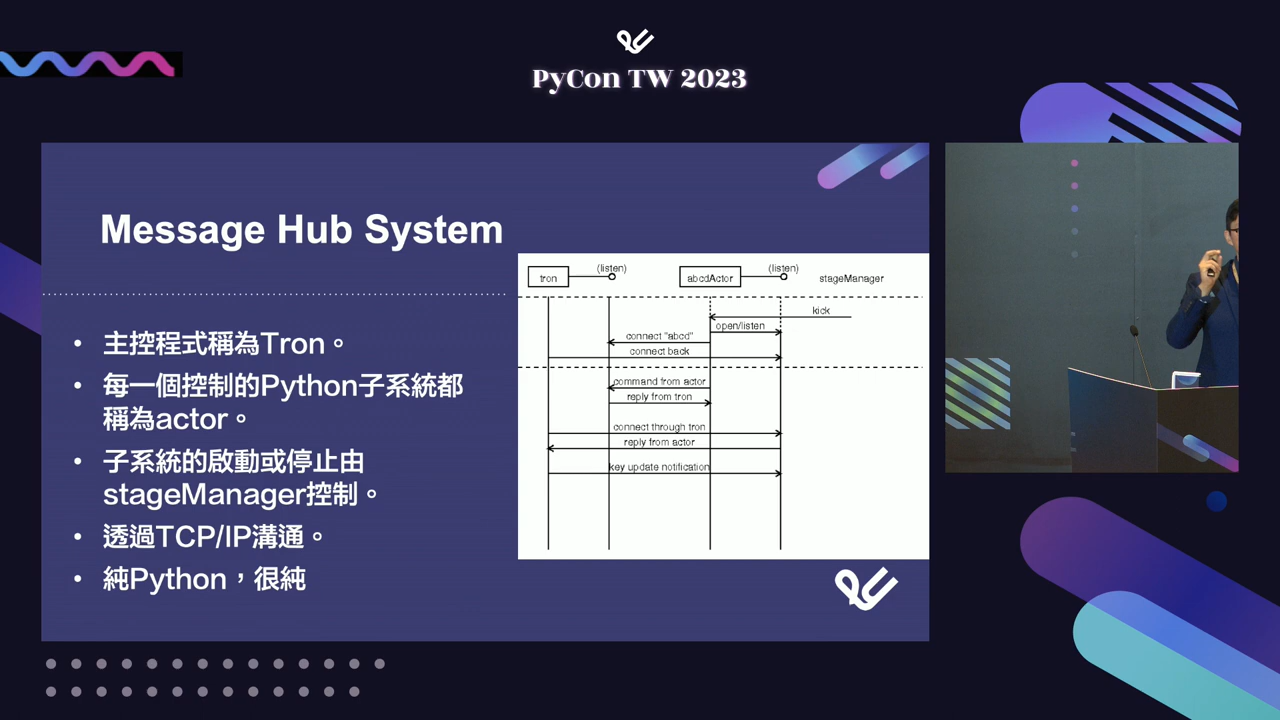 PyCon TW 2023
Message Hub System
• 主控程式稱為Tron。
• 每一個控制的Python子系統都
稱為actor。
• 子系統的啟動或停止由
stageManager控制。
• 透過TCP/IP溝通。
• 純Python，很純
tron
(listen)
abcdActor
(listen)
stageManager
kick
open/listen
connect "abcd"
connect back
command from actor
reply from tron
connect through tron
reply from actor
key update notification